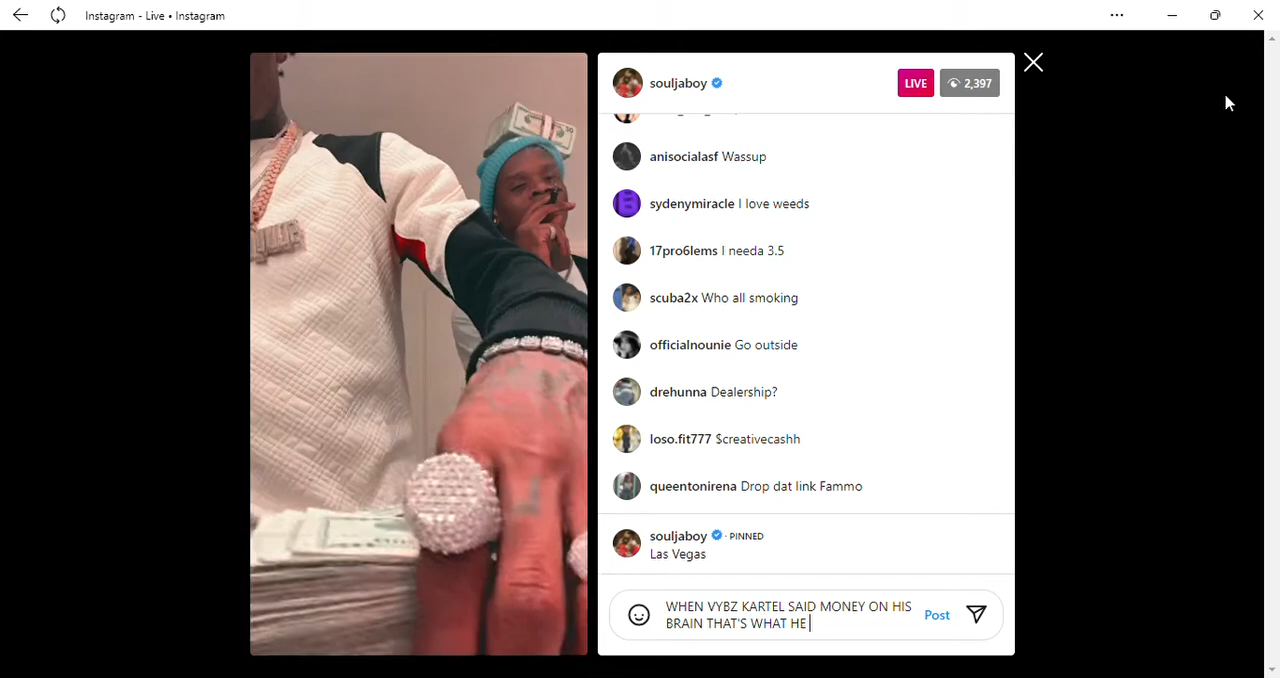 Instagram - Live • Instagram
souljaboy
LIVE
2,397
anisocialasf Wassup
sydenymiracle I love weeds
17pro6lems I needa 3.5
scuba2x Who all smoking
officialnounie Go outside
drehunna Dealership?
loso.fit777 $creativecashh
queentonirena Drop dat link Fammo
souljaboy · PINNED
Las Vegas
WHEN VYBZ KARTEL SAID MONEY ON HIS
BRAIN THAT'S WHAT HE
Post